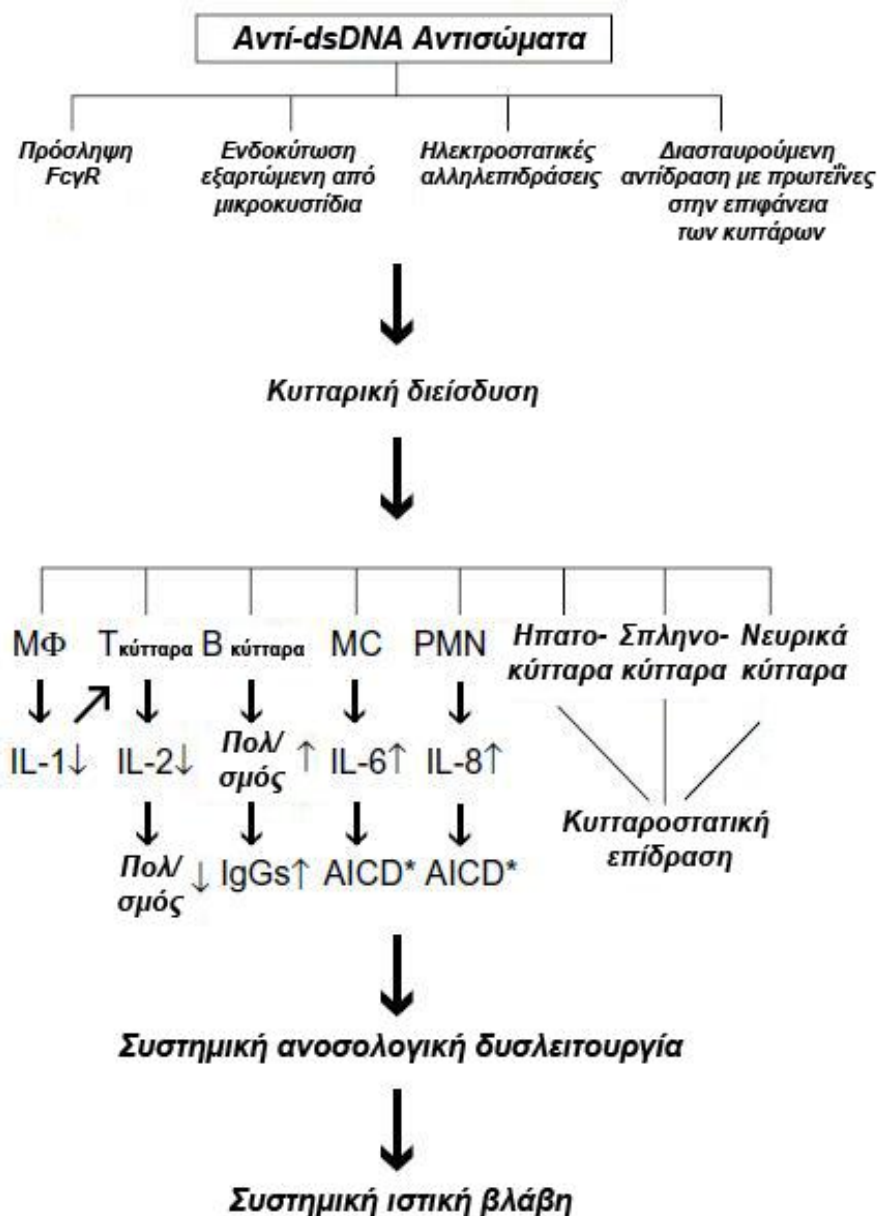 Αντί-dsDNA Αντισώματα
Πρόσληψη
FcγR
Ενδοκύτωση
εξαρτώμενη από
μικροκυστίδια
Ηλεκτροστατικές
αλληλεπιδράσεις
Διασταυρούμενη
αντίδραση με πρωτεΐνες
στην επιφάνεια
των κυττάρων
Κυτταρική διείσδυση
ΜΦ
Τ κύτταρα
Β κύτταρα
MC
PMN
Ηπατο-
κύτταρα
Σπληνο-
κύτταρα
Νευρικά
κύτταρα
IL-1↓
IL-2↓
Πολ/
σμός ↑
IL-6↑
IL-8↑
Κυτταροστατική
επίδραση
Πολ/
σμός ↓
IgGs↑
AICD*
AICD*
Συστημική ανοσολογική δυσλειτουργία
Συστημική ιστική βλάβη